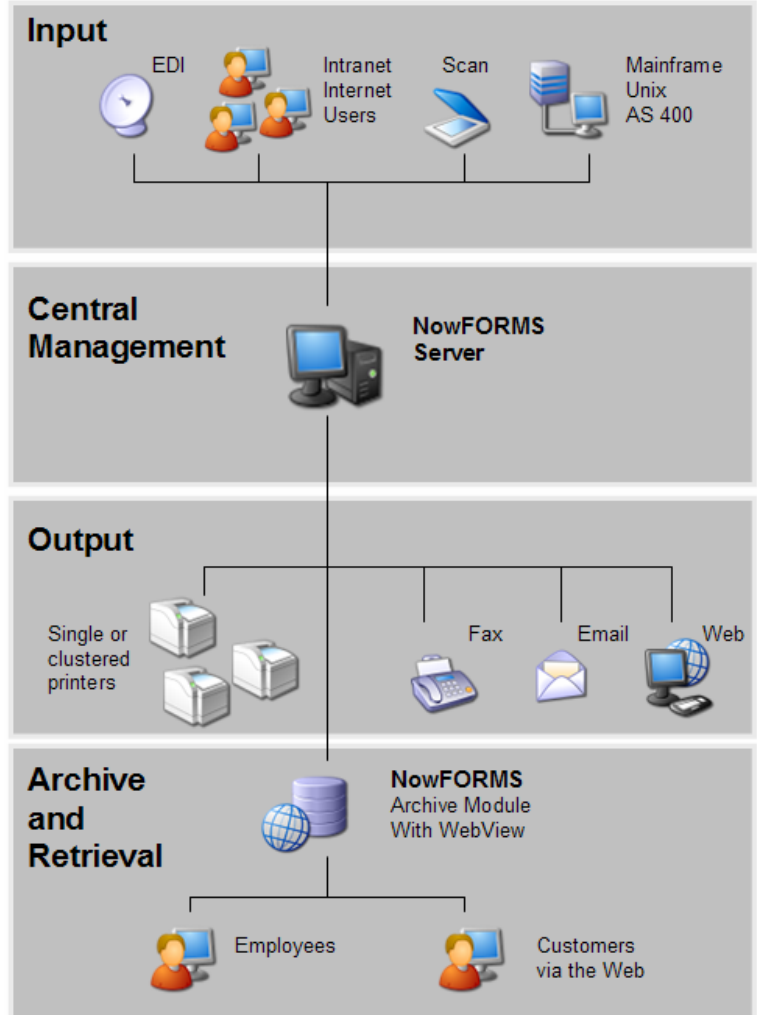 Input
EDI
Intranet
Internet
Users
Scan
Mainframe
Unix
AS 400
Central
Management
NowFORMS
Server
Output
Single or
clustered
printers
Fax
Email
Web
Archive
and
Retrieval
NowFORMS
Archive Module
With WebView
Employees
Customers
via the Web